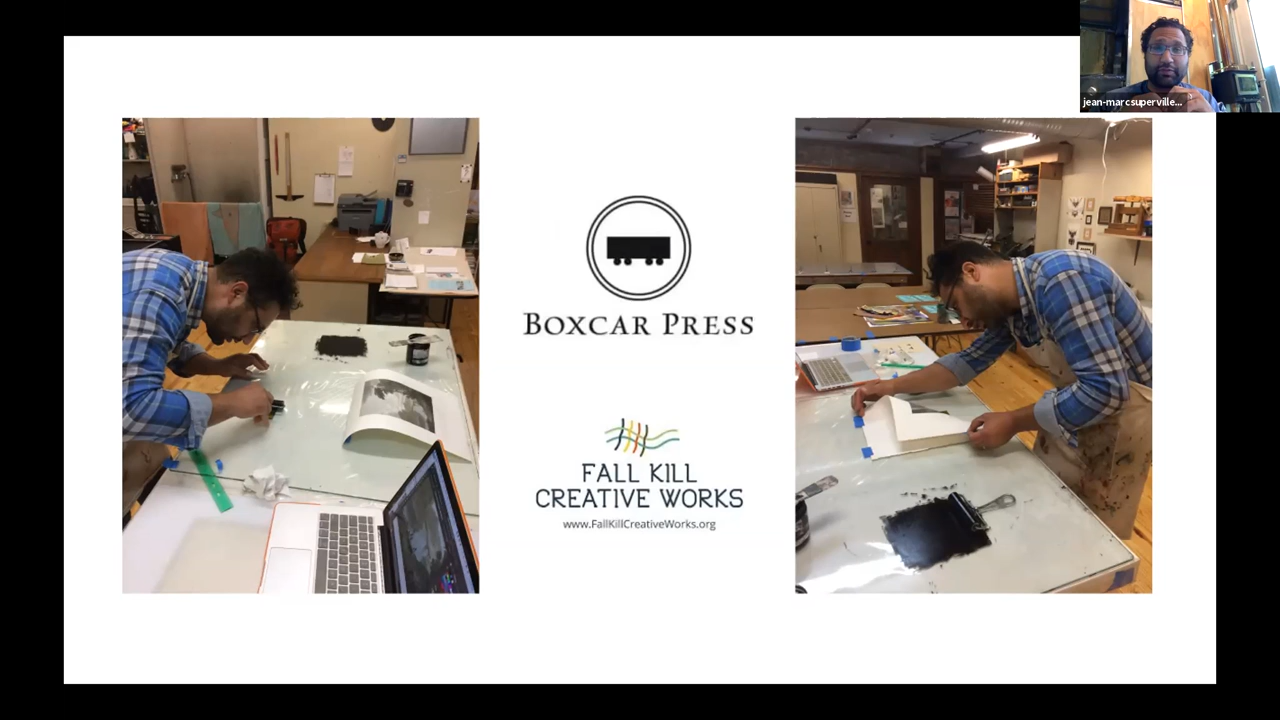 jean-marcsuperville...
BOXCAR PRESS
FALL KILL
CREATIVE WORKS
www.FallKillCreativeWorks.org